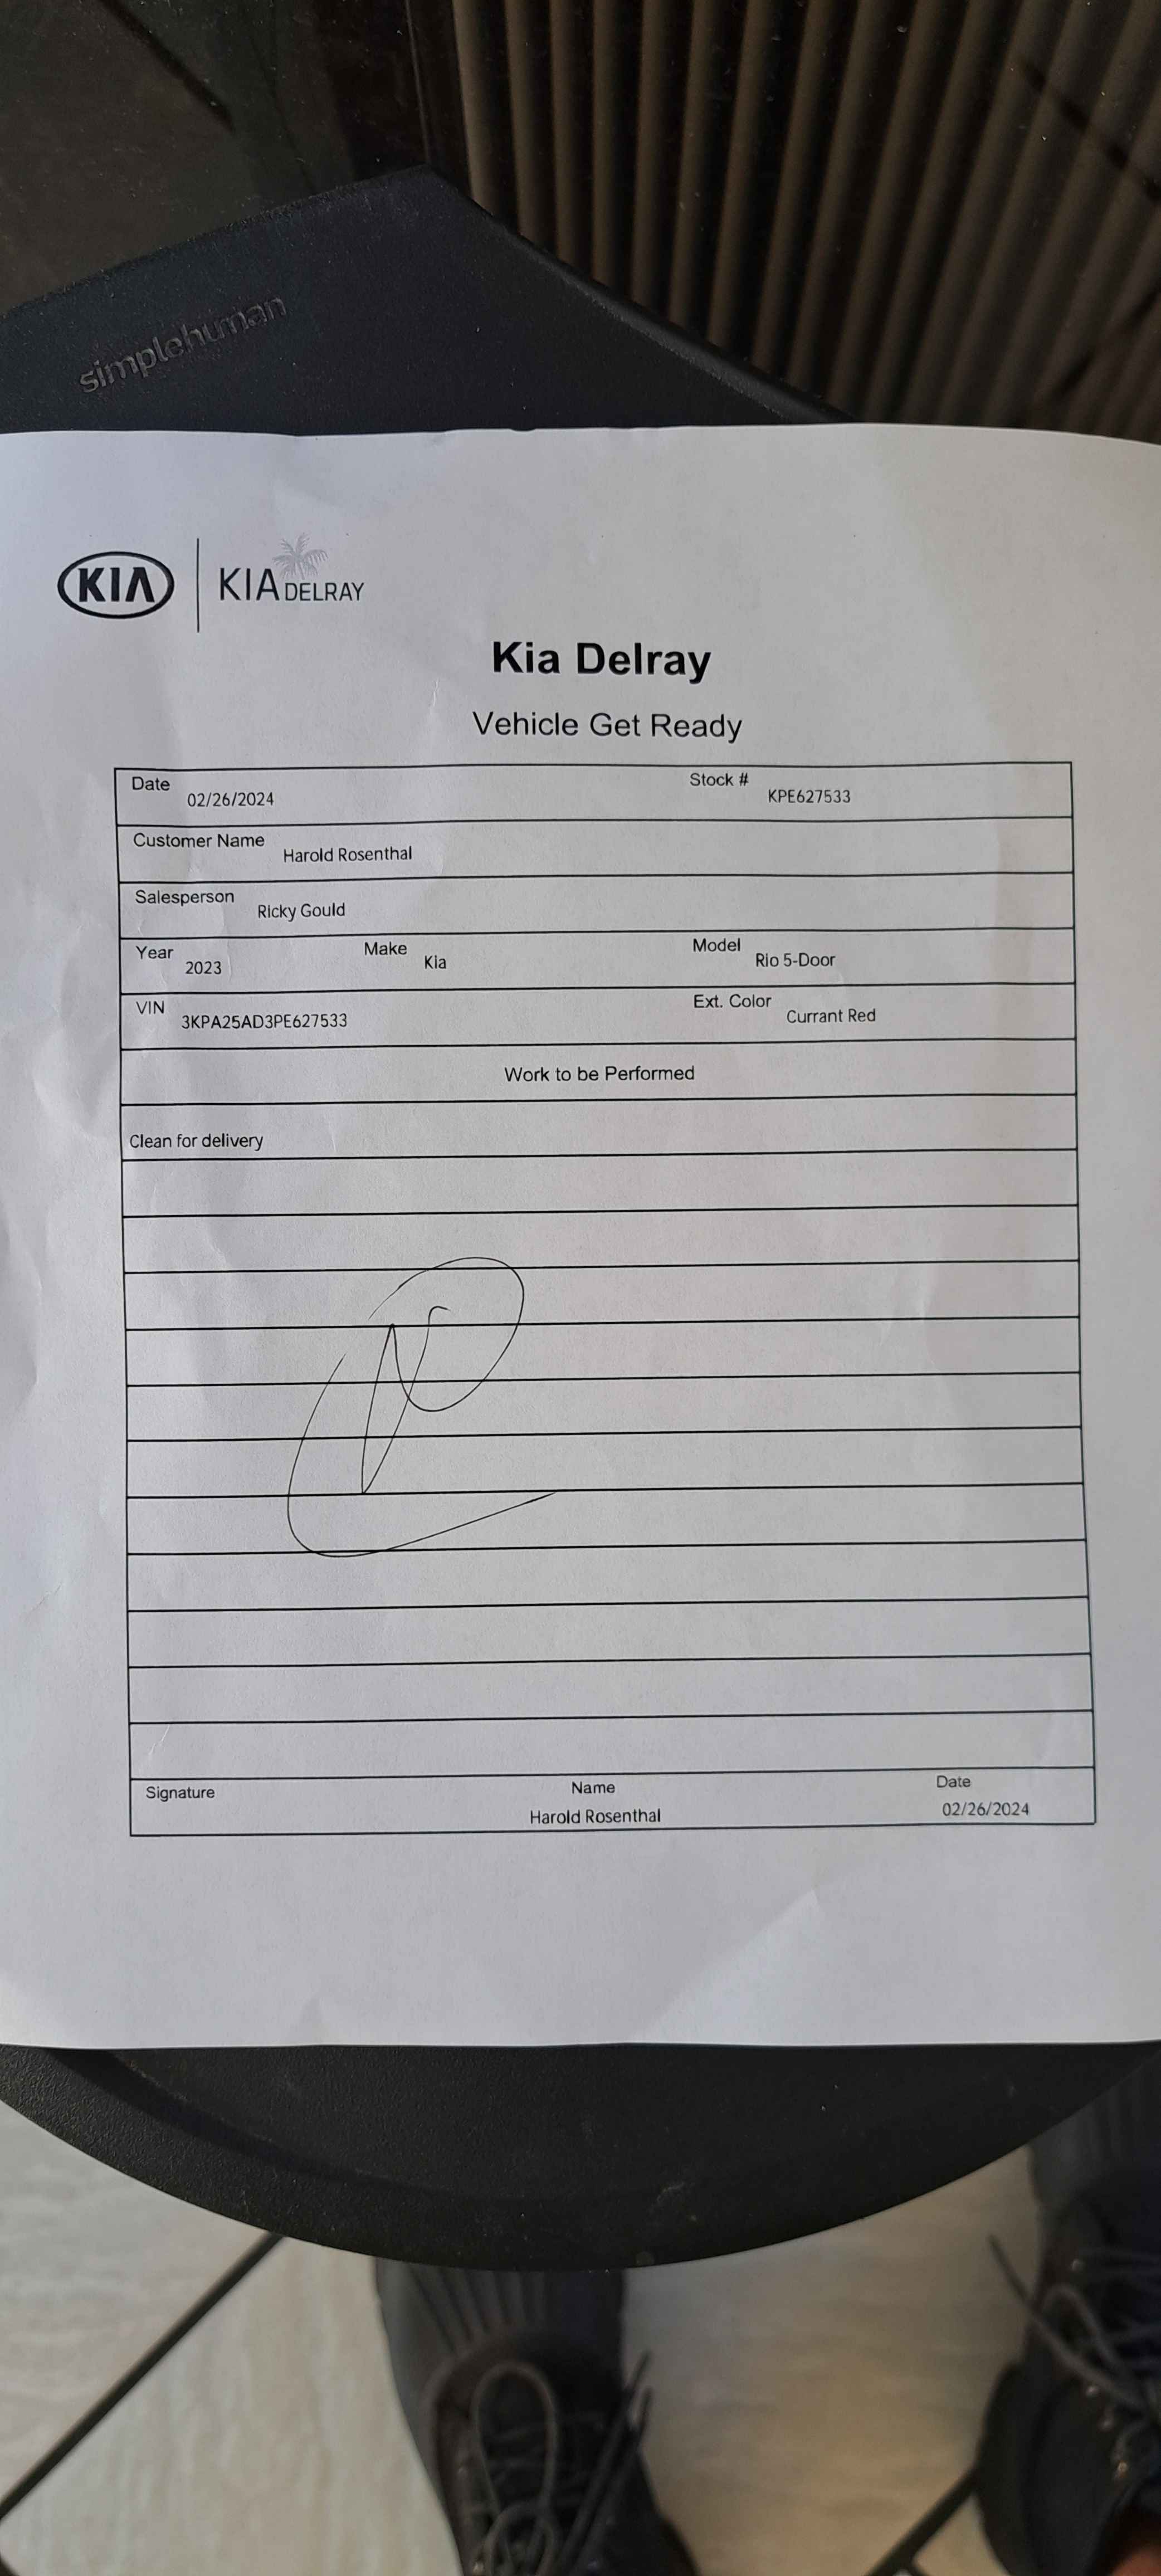 simplehuman
KIA KIA DELRAY
Kia Delray
Vehicle Get Ready
Date 02/26/2024 Stock # KPE627533
Customer Name Harold Rosenthal
Salesperson Ricky Gould
Year 2023 Make Kia Model Rio 5-Door
VIN 3KPA25AD3PE627533 Ext. Color Currant Red
Work to be Performed
Clean for delivery
Signature Name Date
Harold Rosenthal 02/26/2024